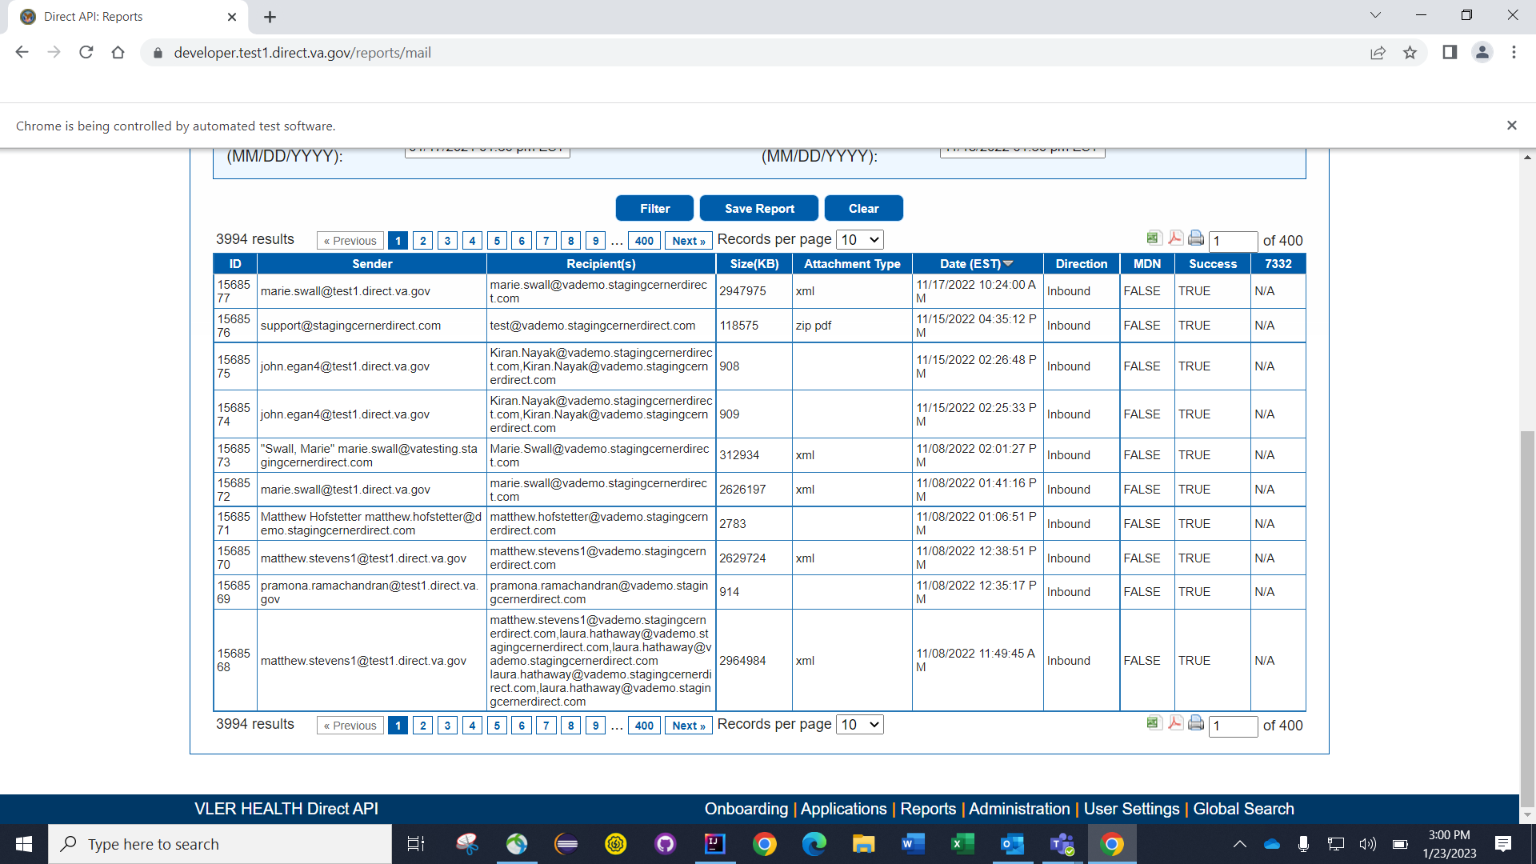 Direct API: Reports
developer.test1.direct.va.gov/reports/mail
Chrome is being controlled by automated test software.
(MM/DD/YYYY): (MM/DD/YYYY):
Filter Save Report Clear
3994 results « Previous 1 2 3 4 5 6 7 8 9 ... 400 Next » Records per page 10 1 of 400
ID Sender Recipient(s) Size(KB) Attachment Type Date (EST) Direction MDN Success 7332
15685 marie.swall@test1.direct.va.gov marie.swall@vademo.stagingcernerdirec 2947975 xml 11/17/2022 10:24:00 A Inbound FALSE TRUE N/A
77 t.com M
15685 support@stagingcernerdirect.com test@vademo.stagingcernerdirect.com 118575 zip pdf 11/15/2022 04:35:12 P Inbound FALSE TRUE N/A
76 M
Kiran.Nayak@vademo.stagingcernerdirec
15685 john.egan4@test1.direct.va.gov t.com,Kiran.Nayak@vademo.stagingcern 908 11/15/2022 02:26:48 P Inbound FALSE TRUE N/A
75 erdirect.com M
Kiran.Nayak@vademo.stagingcernerdirec
15685 john.egan4@test1.direct.va.gov t.com,Kiran.Nayak@vademo.stagingcern 909 11/15/2022 02:25:33 P Inbound FALSE TRUE N/A
74 erdirect.com M
15685 "Swall, Marie" marie.swall@vatesting.sta Marie.Swall@vademo.stagingcernerdirec 312934 xml 11/08/2022 02:01:27 P Inbound FALSE TRUE N/A
73 gingcernerdirect.com t.com M
15685 marie.swall@test1.direct.va.gov marie.swall@vademo.stagingcernerdirec 2626197 xml 11/08/2022 01:41:16 P Inbound FALSE TRUE N/A
72 t.com M
15685 Matthew Hofstetter matthew.hofstetter@d matthew.hofstetter@vademo.stagingcern 2783 11/08/2022 01:06:51 P Inbound FALSE TRUE N/A
71 emo.stagingcernerdirect.com erdirect.com M
15685 matthew.stevens1@test1.direct.va.gov matthew.stevens1@vademo.stagingcern 2629724 xml 11/08/2022 12:38:51 P Inbound FALSE TRUE N/A
70 erdirect.com M
15685 pramona.ramachandran@test1.direct.va. pramona.ramachandran@vademo.stagin 914 11/08/2022 12:35:17 P Inbound FALSE TRUE N/A
69 gov gcernerdirect.com M
matthew.stevens1@vademo.stagingcern
erdirect.com,laura.hathaway@vademo.st
agingcernerdirect.com,laura.hathaway@v
15685 matthew.stevens1@test1.direct.va.gov ademo.stagingcernerdirect.com 2964984 xml 11/08/2022 11:49:45 A Inbound FALSE TRUE N/A
68 laura.hathaway@vademo.stagingcernerdi M
rect.com,laura.hathaway@vademo.stagin
gcernerdirect.com
3994 results « Previous 1 2 3 4 5 6 7 8 9 ... 400 Next » Records per page 10 1 of 400
VLER HEALTH Direct API Onboarding | Applications | Reports | Administration | User Settings | Global Search
Type here to search
3:00 PM
1/23/2023